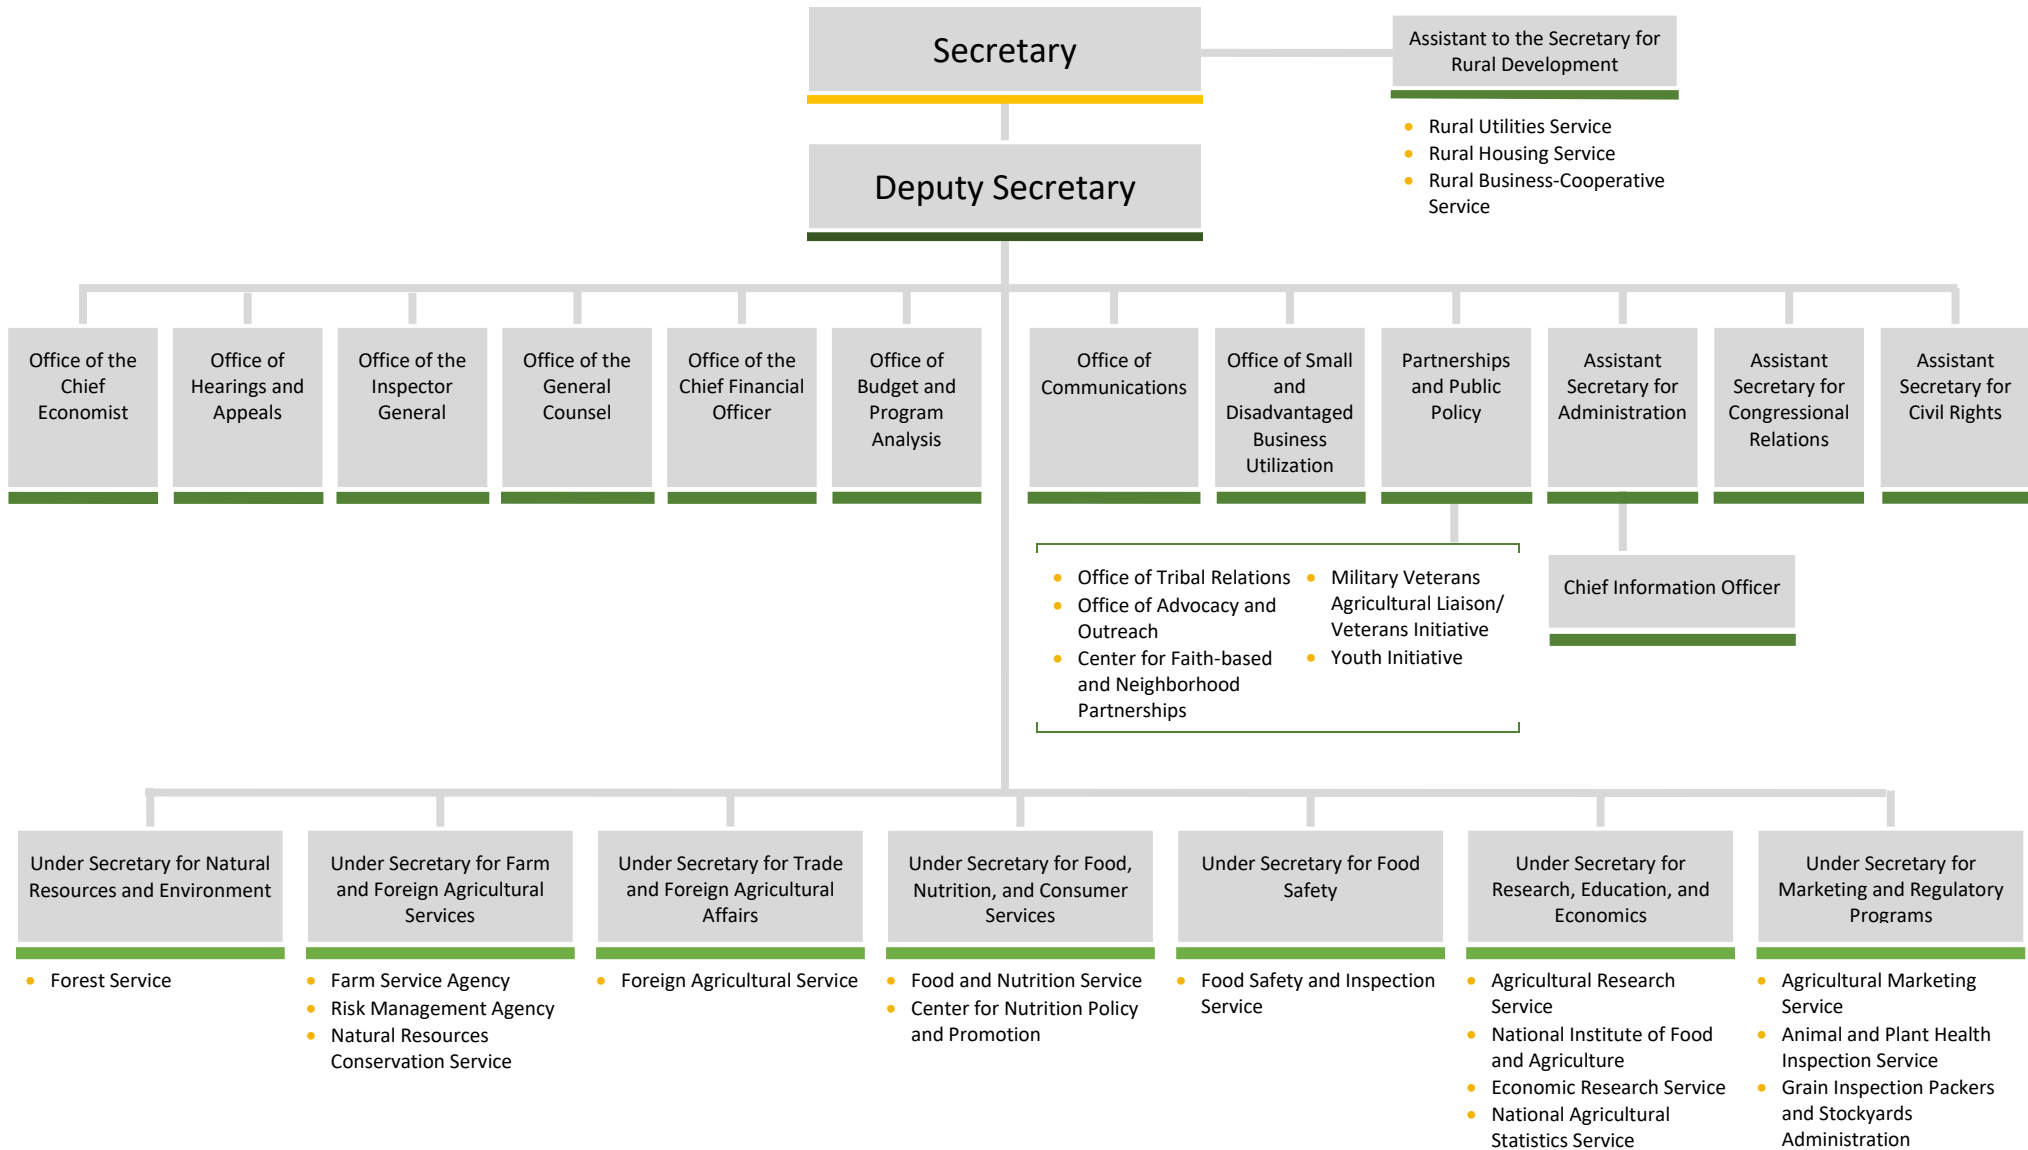 Secretary
Assistant to the Secretary for
Rural Development
• Rural Utilities Service
• Rural Housing Service
• Rural Business-Cooperative
Service
Deputy Secretary
Office of the
Chief
Economist
Office of
Hearings and
Appeals
Office of the
Inspector
General
Office of the
General
Counsel
Office of the
Chief Financial
Officer
Office of
Budget and
Program
Analysis
Office of
Communications
Office of Small
and
Disadvantaged
Business
Utilization
Partnerships
and Public
Policy
Assistant
Secretary for
Administration
Assistant
Secretary for
Congressional
Relations
Assistant
Secretary for
Civil Rights
• Office of Tribal Relations
• Office of Advocacy and
Outreach
• Center for Faith-based
and Neighborhood
Partnerships
• Military Veterans
Agricultural Liaison/
Veterans Initiative
• Youth Initiative
Chief Information Officer
Under Secretary for Natural
Resources and Environment
• Forest Service
Under Secretary for Farm
and Foreign Agricultural
Services
• Farm Service Agency
• Risk Management Agency
• Natural Resources
Conservation Service
Under Secretary for Trade
and Foreign Agricultural
Affairs
• Foreign Agricultural Service
Under Secretary for Food,
Nutrition, and Consumer
Services
• Food and Nutrition Service
• Center for Nutrition Policy
and Promotion
Under Secretary for Food
Safety
• Food Safety and Inspection
Service
Under Secretary for
Research, Education, and
Economics
• Agricultural Research
Service
• National Institute of Food
and Agriculture
• Economic Research Service
• National Agricultural
Statistics Service
Under Secretary for
Marketing and Regulatory
Programs
• Agricultural Marketing
Service
• Animal and Plant Health
Inspection Service
• Grain Inspection Packers
and Stockyards
Administration